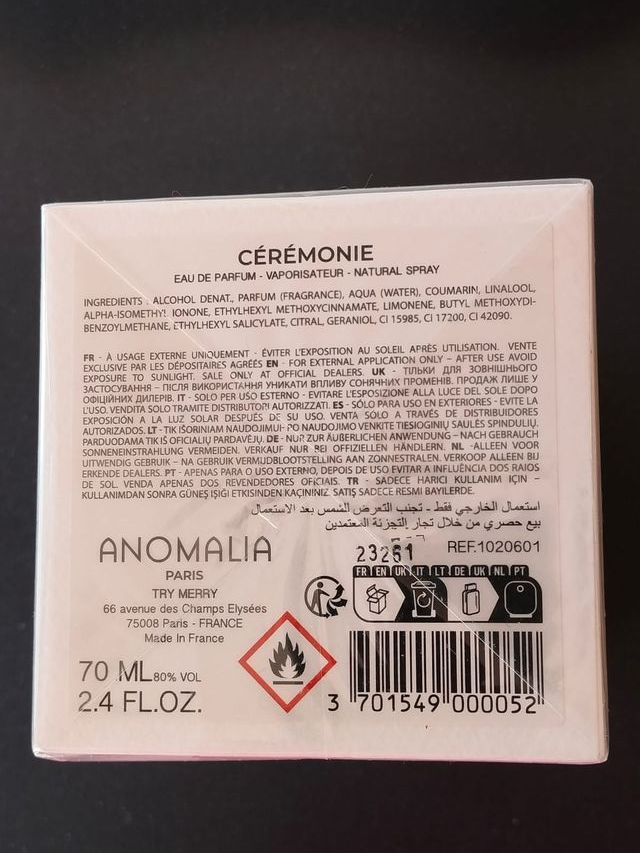 CÉRÉMONIE
EAU DE PARFUM - VAPORISATEUR - NATURAL SPRAY
INGREDIENTS : ALCOHOL DENAT., PARFUM (FRAGRANCE), AQUA (WATER), COUMARIN, LINALOOL,
ALPHA-ISOMETHYL IONONE, ETHYLHEXYL METHOXYCINNAMATE, LIMONENE, BUTYL METHOXYDI-
BENZOYLMETHANE, ETHYLHEXYL SALICYLATE, CITRAL, GERANIOL, CI 15985, CI 17200, CI 42090.
FR - À USAGE EXTERNE UNIQUEMENT - ÉVITER L'EXPOSITION AU SOLEIL APRÈS UTILISATION. VENTE
EXCLUSIVE PAR LES DÉPOSITAIRES AGRÉÉS EN - FOR EXTERNAL APPLICATION ONLY – AFTER USE AVOID
EXPOSURE TO SUNLIGHT. SALE ONLY AT OFFICIAL DEALERS. UK - ТІЛЬКИ ДЛЯ ЗОВНІШНЬОГО
ЗАСТОСУВАННЯ – ПІСЛЯ ВИКОРИСТАННЯ УНИКАТИ ВПЛИВУ СОНЯЧНИХ ПРОМЕНІВ. ПРОДАЖ ЛИШЕ У
ОФІЦІЙНИХ ДИЛЕРІВ. IT - SOLO PER USO ESTERNO - EVITARE L'ESPOSIZIONE ALLA LUCE DEL SOLE DOPO
L'USO. VENDITA SOLO TRAMITE DISTRIBUTORI AUTORIZZATI. ES - SÓLO PARA USO EN EXTERIORES - EVITE LA
EXPOSICIÓN A LA LUZ SOLAR DESPUÉS DE SU USO. VENTA SÓLO A TRAVÉS DE DISTRIBUIDORES
AUTORIZADOS. LT - TIK IŠORINIAM NAUDOJIMUI- PO NAUDOJIMO VENKITE TIESIOGINIŲ SAULĖS SPINDULIŲ.
PARDUODAMA TIK IŠ OFICIALIŲ PARDAVĖJŲ. DE - NUR ZUR ÄUßERLICHEN ANWENDUNG – NACH GEBRAUCH
SONNENEINSTRAHLUNG VERMEIDEN. VERKAUF NUR BEI OFFIZIELLEN HÄNDLERN. NL -ALLEEN VOOR
UITWENDIG GEBRUIK – NA GEBRUIK VERMIJDBLOOTSTELLING AAN ZONNESTRALEN. VERKOOP ALLEEN BIJ
ERKENDE DEALERS. PT - APENAS PARA O USO EXTERNO, DEPOIS DE USO EVITAR A INFLUÊNCIA DOS RAIOS
DE SOL. VENDA APENAS DOS REVENDEDORES OFICIAIS. TR - SADECE HARICI KULLANIM IÇIN –
KULLANIMDAN SONRA GÜNEŞ IŞIĞI ETKISINDEN KAÇININIZ. SATIŞ SADECE RESMI BAYILERDE.
استعمال الخارجي فقط - تجنب التعرض للشمس بعد الاستعمال
بيع حصري من خلال تجار التجزئة المعتمدين
ANOMALIA
PARIS
TRY MERRY
66 avenue des Champs Elysées
75008 Paris - FRANCE
Made In France
23261
REF.1020601
FR EN UK IT LT DE UK NL PT
70 ML 80% VOL
2.4 FL.OZ.
3 701549 000052